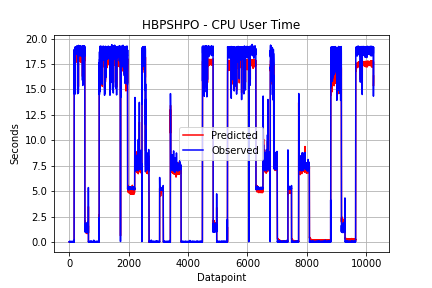 HBPSHPO - CPU User Time
20.0
17.5
15.0
12.5
10.0
7.5
5.0
2.5
0.0
Seconds
Predicted
Observed
0 2000 4000 6000 8000 10000
Datapoint